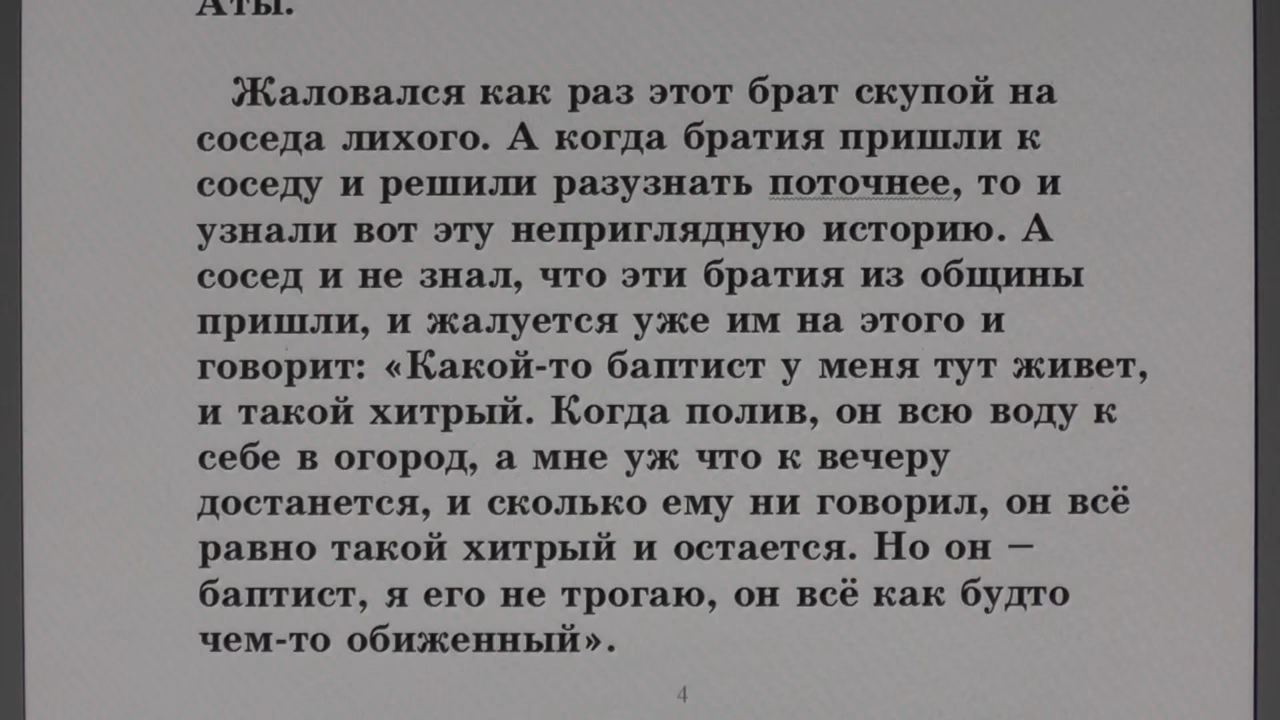 Аты.
Жаловался как раз этот брат скупой на
соседа лихого. А когда братия пришли к
соседу и решили разузнать поточнее, то и
узнали вот эту неприглядную историю. А
сосед и не знал, что эти братия из общины
пришли, и жалуется уже им на этого и
говорит: «Какой-то баптист у меня тут живет,
и такой хитрый. Когда полив, он всю воду к
себе в огород, а мне уж что к вечеру
достанется, и сколько ему ни говорил, он всё
равно такой хитрый и остается. Но он –
баптист, я его не трогаю, он всё как будто
чем-то обиженный».
4